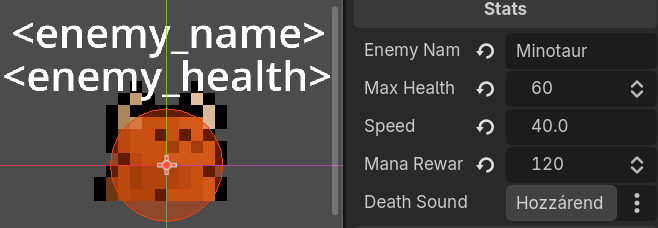 <enemy_name>
<enemy_health>
Stats
Enemy Nam Minotaur
Max Health 60
Speed 40.0
Mana Rewar 120
Death Sound Hozzárend